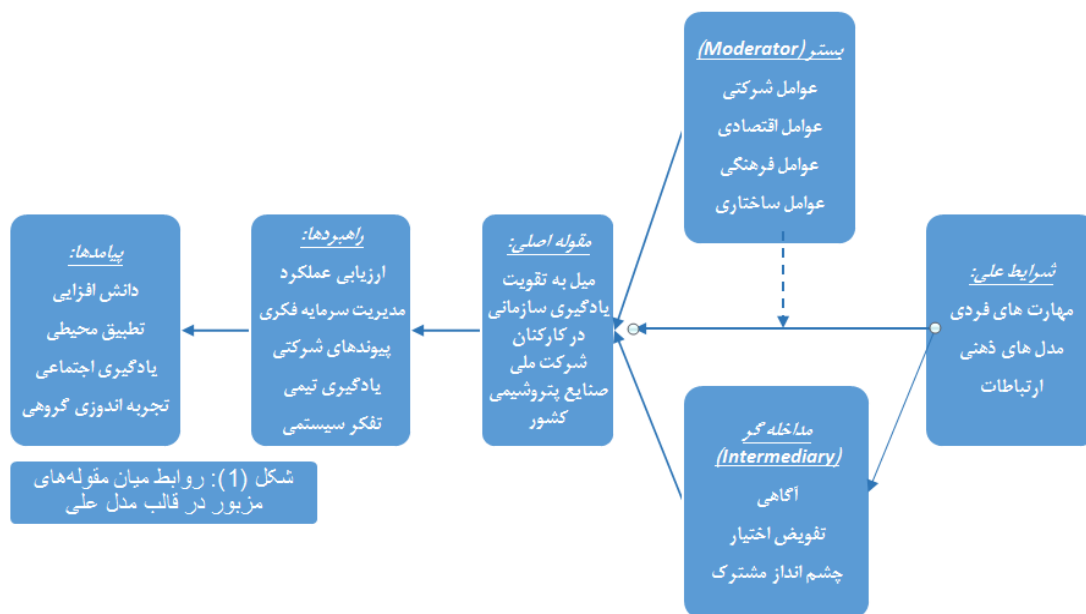 بستر (Moderator)
عوامل شرکتی
عوامل اقتصادی
عوامل فرهنگی
عوامل ساختاری
شرایط علی:
مهارت های فردی
مدل های ذهنی
ارتباطات
مداخله گر
(Intermediary)
آگاهی
تفویض اختیار
چشم انداز مشترک
مقوله اصلی:
میل به تقویت
یادگیری سازمانی
در کارکنان
شرکت ملی
صنایع پتروشیمی
کشور
راهبردها:
ارزیابی عملکرد
مدیریت سرمایه فکری
پیوندهای شرکتی
یادگیری تیمی
تفکر سیستمی
پیامدها:
دانش افزایی
تطبیق محیطی
یادگیری اجتماعی
تجربه اندوزی گروهی
شکل (1): روابط میان مقوله‌های
مزبور در قالب مدل علی